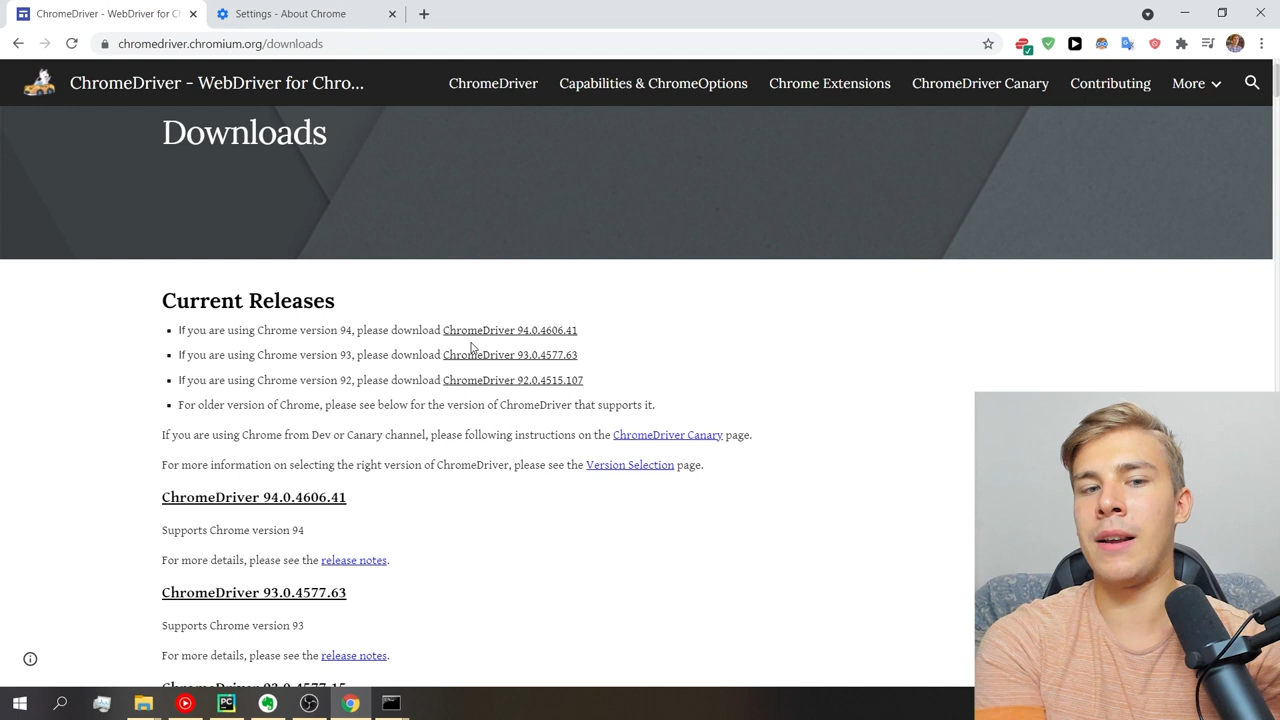 ChromeDriver - WebDriver for C
Settings - About Chrome
chromedriver.chromium.org/downloads
ChromeDriver - WebDriver for Chro...
ChromeDriver
Capabilities & ChromeOptions
Chrome Extensions
ChromeDriver Canary
Contributing
More
Downloads
Current Releases
If you are using Chrome version 94, please download ChromeDriver 94.0.4606.41
If you are using Chrome version 93, please download ChromeDriver 93.0.4577.63
If you are using Chrome version 92, please download ChromeDriver 92.0.4515.107
For older version of Chrome, please see below for the version of ChromeDriver that supports it.
If you are using Chrome from Dev or Canary channel, please following instructions on the ChromeDriver Canary page.
For more information on selecting the right version of ChromeDriver, please see the Version Selection page.
ChromeDriver 94.0.4606.41
Supports Chrome version 94
For more details, please see the release notes.
ChromeDriver 93.0.4577.63
Supports Chrome version 93
For more details, please see the release notes.
ChromeDriver 93.0.4577.15
PC